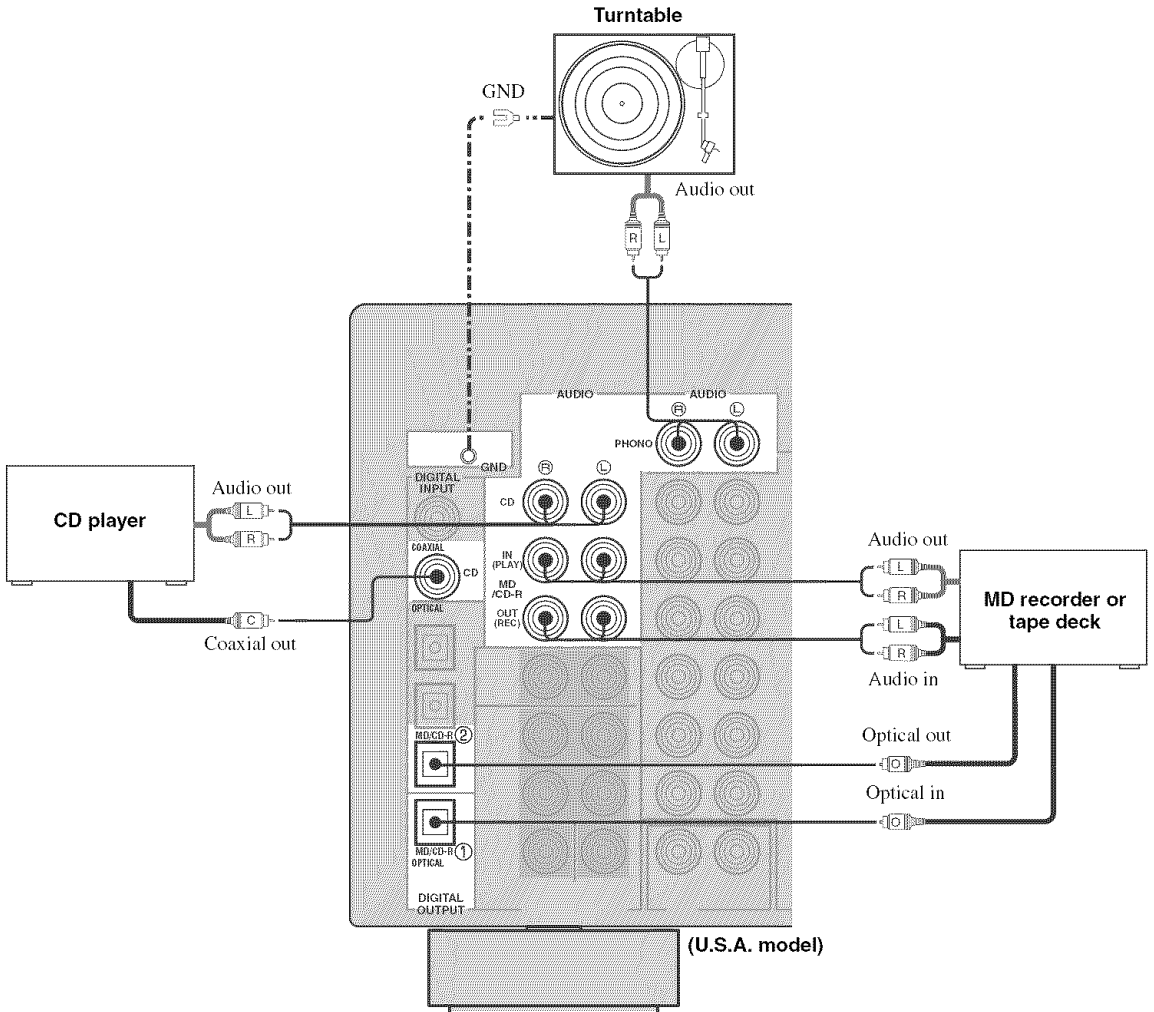 Turntable
GND
Audio out
R
L
AUDIO
AUDIO
R
L
PHONO
GND
DIGITAL
INPUT
R
L
CD player
Audio out
L
R
CD
COAXIAL
CD
IN
(PLAY)
MD
/CD-R
OUT
(REC)
Audio out
L
R
MD recorder or
tape deck
L
R
Audio in
C
Coaxial out
OPTICAL
MD/CD-R ②
Optical out
O
Optical in
O
MD/CD-R ①
OPTICAL
DIGITAL
OUTPUT
(U.S.A. model)